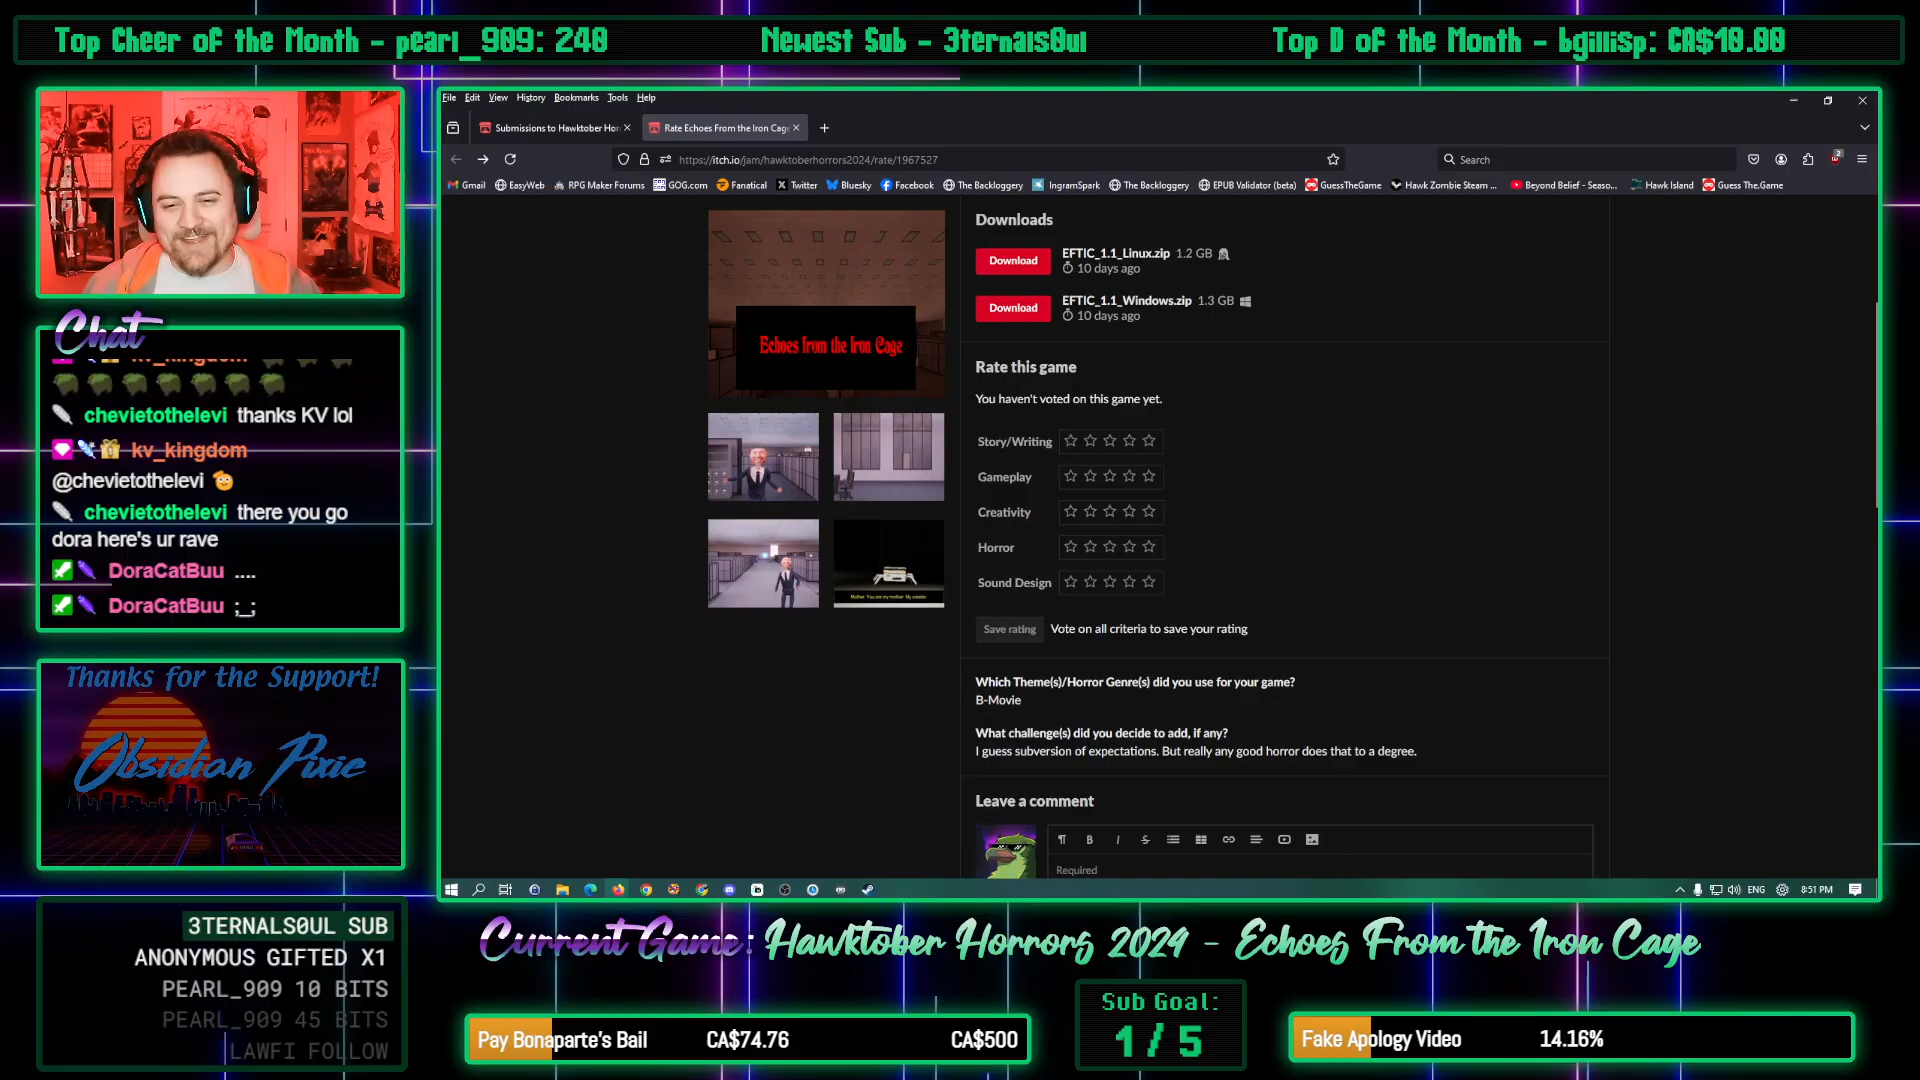 Top Cheer of the Month - pearl_909: 240
Newest Sub - 3ternals0ul
Top D of the Month - bgillisp: CA$10.00
File Edit View History Bookmarks Tools Help
Submissions to Hawktober Hor
Rate Echoes From the Iron Cage
https://itch.io/jam/hawktoberhorrors2024/rate/1967527
Search
2
Gmail EasyWeb RPG Maker Forums GOG.com Fanatical Twitter Bluesky Facebook The Backloggery IngramSpark The Backloggery EPUB Validator (beta) GuessTheGame Hawk Zombie Steam ... Beyond Belief - Seaso... Hawk Island Guess The.Game
Chat
kv_kingdom
chevietothelevi thanks KV lol
kv_kingdom
@chevietothelevi
chevietothelevi there you go
dora here's ur rave
DoraCatBuu ....
DoraCatBuu ;_;
Thanks for the Support!
Obsidian Pixie
3TERNALS0UL SUB
ANONYMOUS GIFTED X1
PEARL_909 10 BITS
PEARL_909 45 BITS
LAWFI FOLLOW
Echoes from the Iron Cage
Mother. You are my mother. My creator.
Downloads
Download EFTIC_1.1_Linux.zip 1.2 GB
10 days ago
Download EFTIC_1.1_Windows.zip 1.3 GB
10 days ago
Rate this game
You haven't voted on this game yet.
Story/Writing
Gameplay
Creativity
Horror
Sound Design
Save rating Vote on all criteria to save your rating
Which Theme(s)/Horror Genre(s) did you use for your game?
B-Movie
What challenge(s) did you decide to add, if any?
I guess subversion of expectations. But really any good horror does that to a degree.
Leave a comment
Required
ENG 8:51 PM
Current Game: Hawktober Horrors 2024 - Echoes From the Iron Cage
Pay Bonaparte's Bail CA$74.76 CA$500
Sub Goal:
1 / 5
Fake Apology Video 14.16%